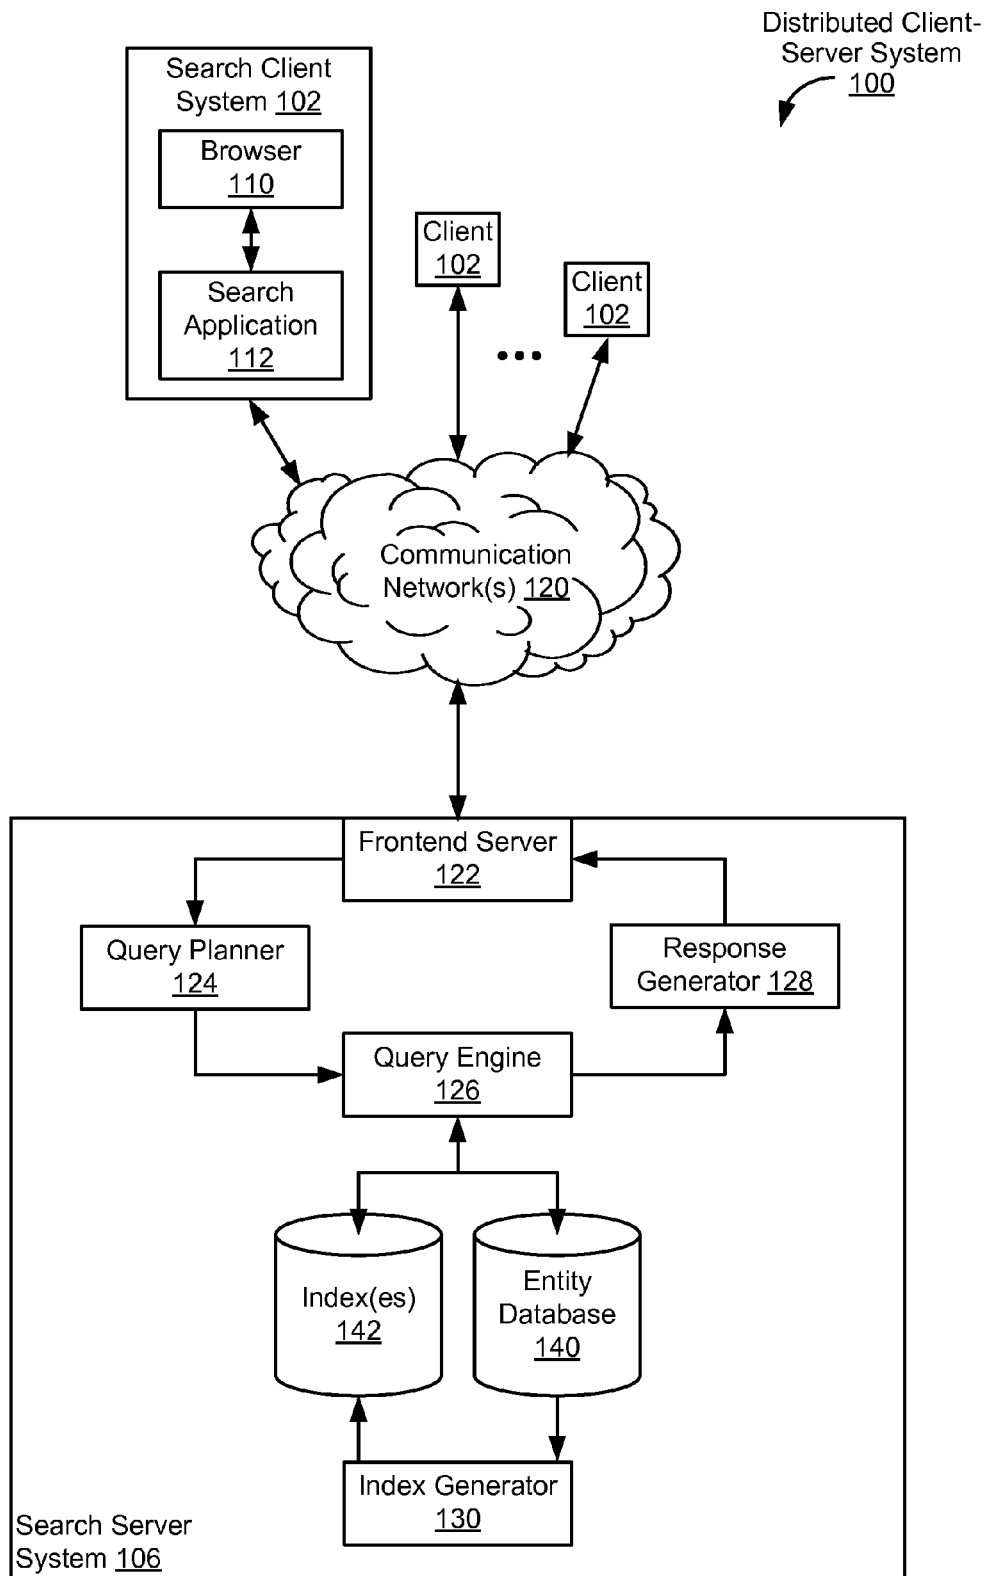 Distributed Client-
Server System
100
Search Client
System 102
Browser
110
Search
Application
112
Client
102
Client
102
Communication
Network(s) 120
Frontend Server
122
Query Planner
124
Response
Generator 128
Query Engine
126
Index(es)
142
Entity
Database
140
Index Generator
130
Search Server
System 106